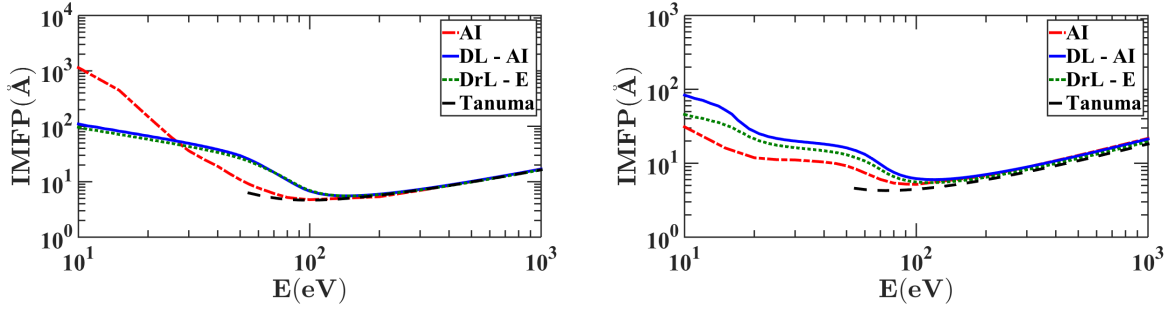 10^4
10^3
10^2
10^1
10^0
IMFP(Å)
AI
DL - AI
DrL - E
Tanuma
10^1
10^2
10^3
E(eV)
10^3
10^2
10^1
10^0
IMFP(Å)
AI
DL - AI
DrL - E
Tanuma
10^1
10^2
10^3
E(eV)